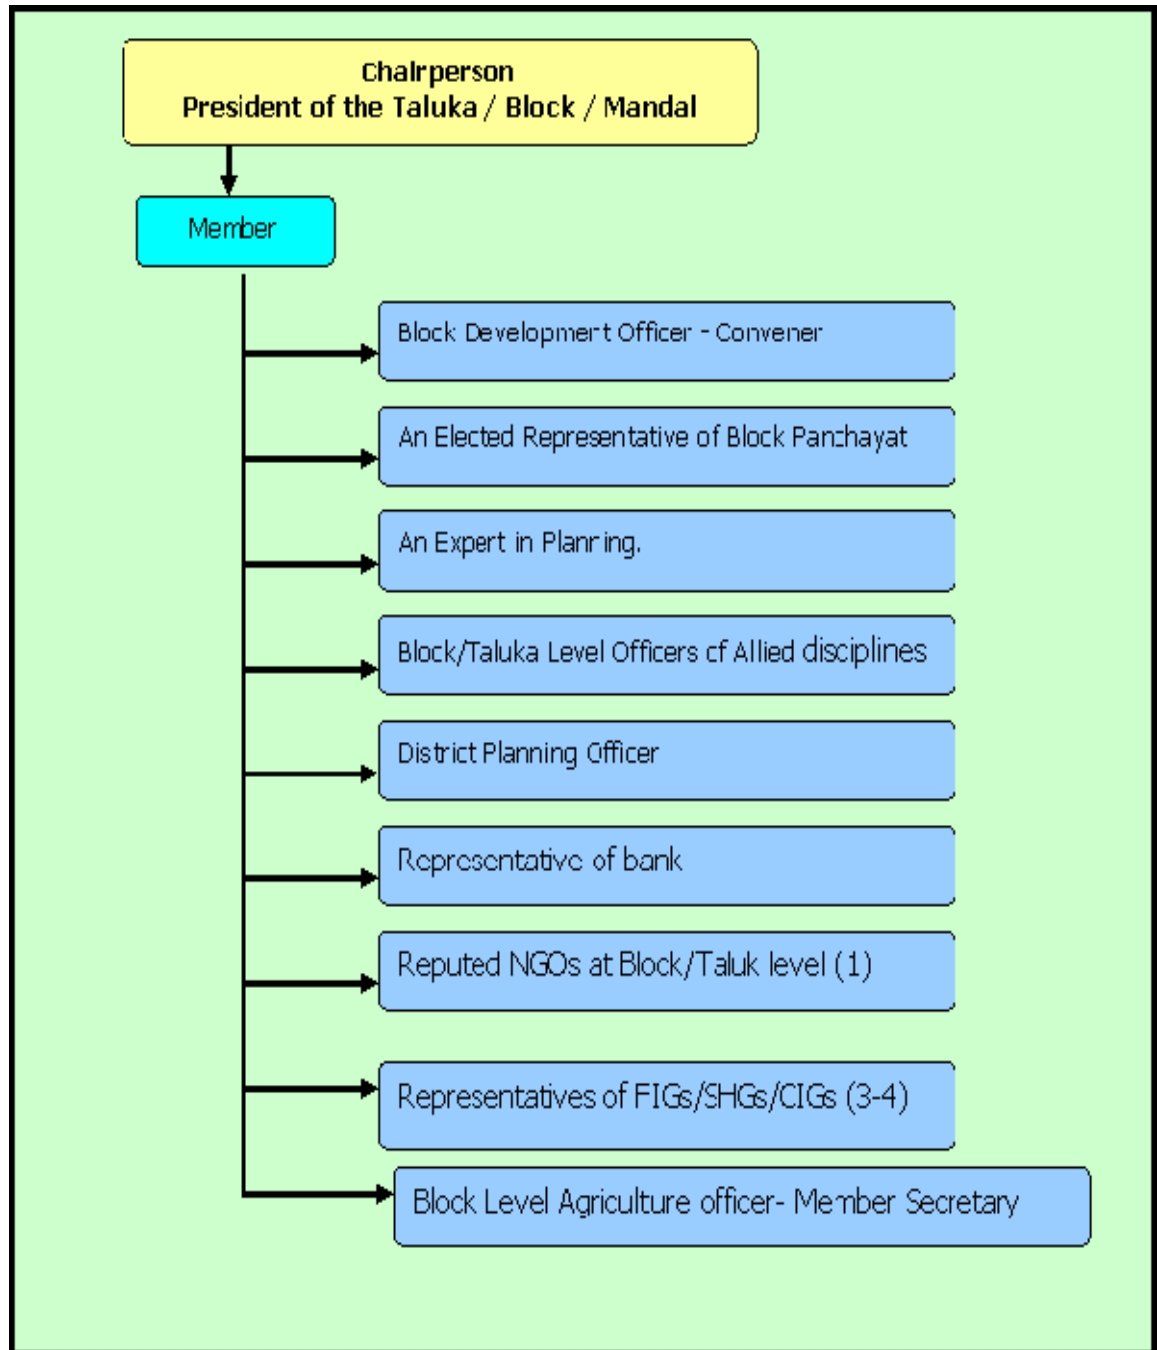 Chairperson
President of the Taluka / Block / Mandal
Member
Block Development Officer - Convener
An Elected Representative of Block Panchayat
An Expert in Planning.
Block/Taluka Level Officers of Allied disciplines
District Planning Officer
Representative of bank
Reputed NGOs at Block/Taluk level (1)
Representatives of FIGs/SHGs/CIGs (3-4)
Block Level Agriculture officer- Member Secretary